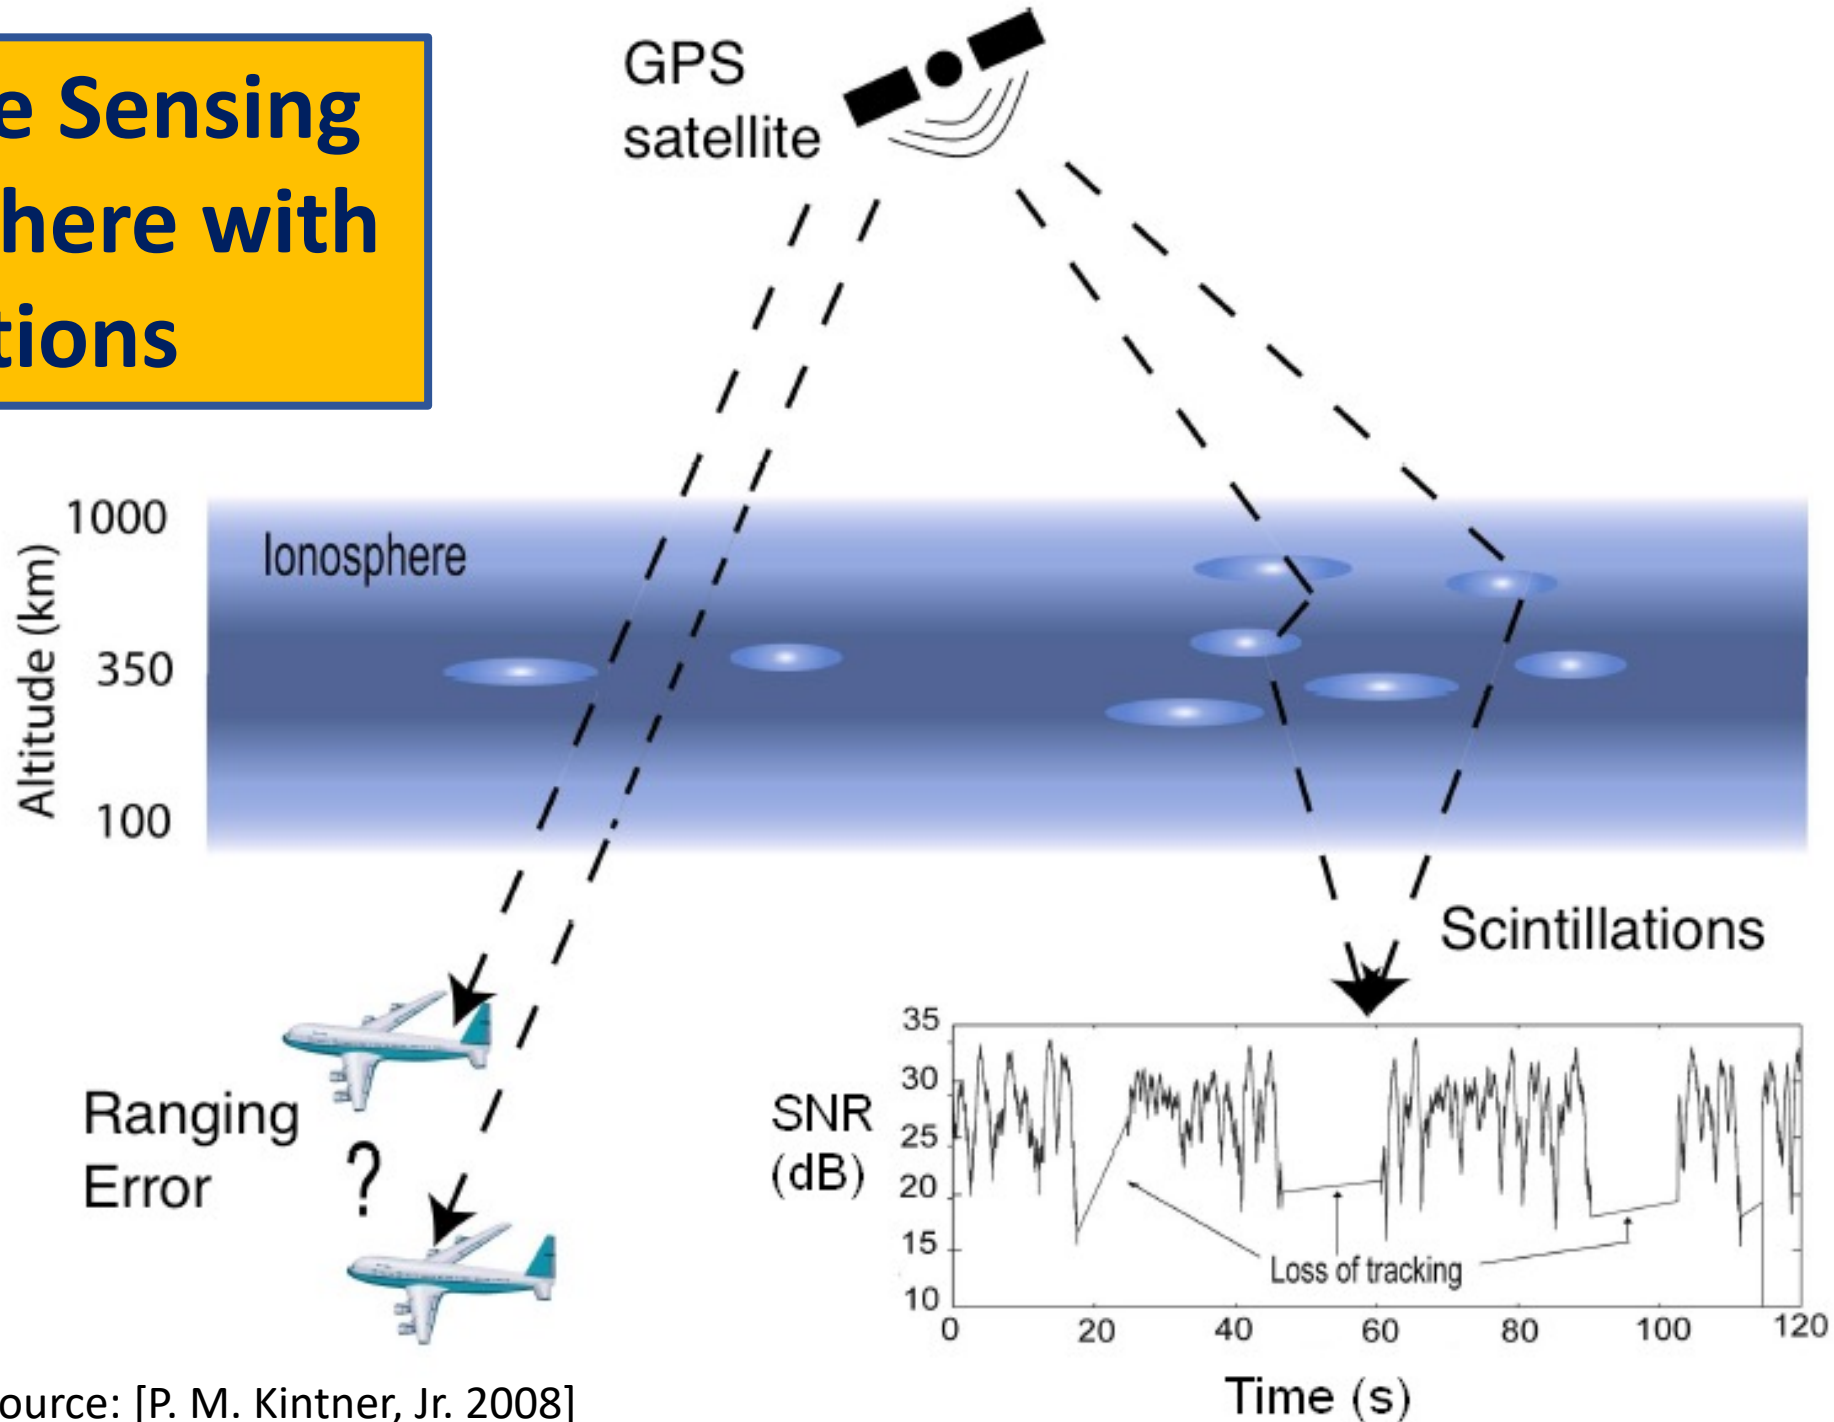 e Sensing
here with
tions
GPS
satellite
Ionosphere
Altitude (km)
1000
350
100
Scintillations
Ranging
Error
?
SNR
(dB)
35
30
25
20
15
10
Loss of tracking
0 20 40 60 80 100 120
Time (s)
ource: [P. M. Kintner, Jr. 2008]